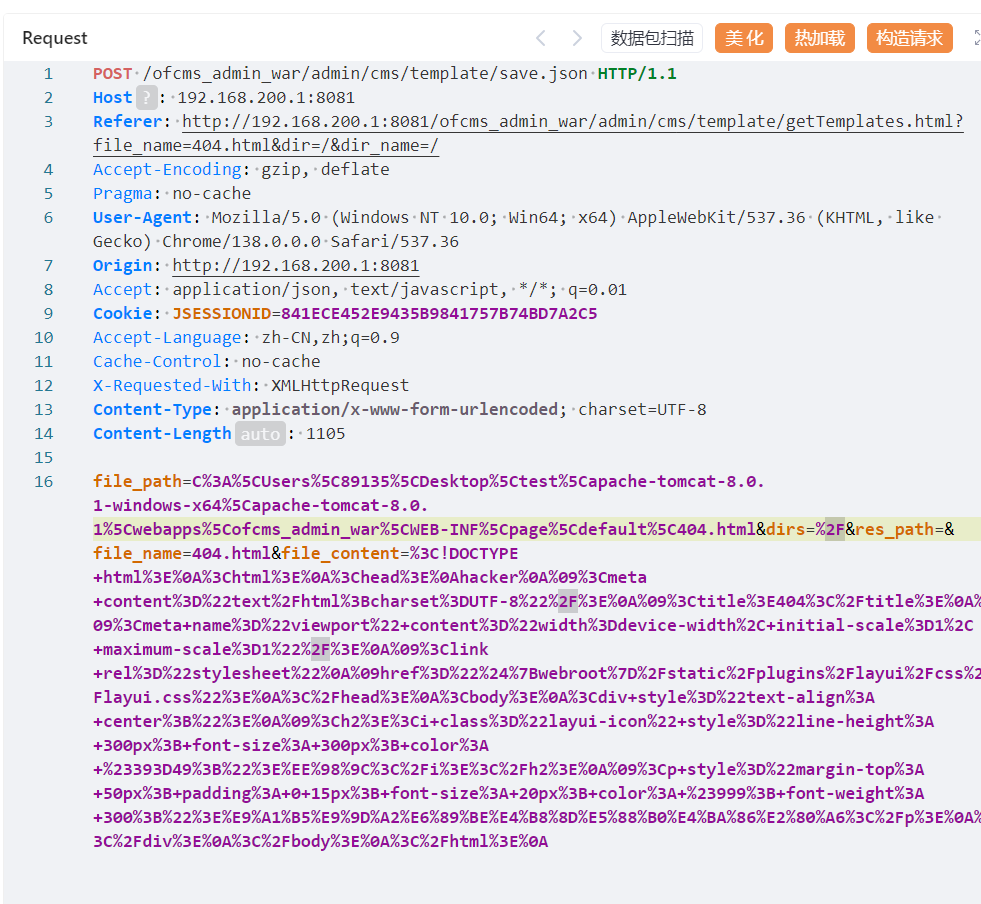 Request
数据包扫描 美化 热加载 构造请求
1 POST /ofcms_admin_war/admin/cms/template/save.json HTTP/1.1
2 Host ? : 192.168.200.1:8081
3 Referer: http://192.168.200.1:8081/ofcms_admin_war/admin/cms/template/getTemplates.html?
file_name=404.html&dir=/&dir_name=/
4 Accept-Encoding: gzip, deflate
5 Pragma: no-cache
6 User-Agent: Mozilla/5.0 (Windows NT 10.0; Win64; x64) AppleWebKit/537.36 (KHTML, like
Gecko) Chrome/138.0.0.0 Safari/537.36
7 Origin: http://192.168.200.1:8081
8 Accept: application/json, text/javascript, */*; q=0.01
9 Cookie: JSESSIONID=841ECE452E9435B9841757B74BD7A2C5
10 Accept-Language: zh-CN,zh;q=0.9
11 Cache-Control: no-cache
12 X-Requested-With: XMLHttpRequest
13 Content-Type: application/x-www-form-urlencoded; charset=UTF-8
14 Content-Length auto : 1105
15
16 file_path=C%3A%5CUsers%5C89135%5CDesktop%5Ctest%5Capache-tomcat-8.0.
1-windows-x64%5Capache-tomcat-8.0.
1%5Cwebapps%5Cofcms_admin_war%5CWEB-INF%5Cpage%5Cdefault%5C404.html&dirs=%2F&res_path=&
file_name=404.html&file_content=%3C!DOCTYPE
+html%3E%0A%3Chtml%3E%0A%3Chead%3E%0Ahacker%0A%09%3Cmeta
+content%3D%22text%2Fhtml%3Bcharset%3DUTF-8%22%2F%3E%0A%09%3Ctitle%3E404%3C%2Ftitle%3E%0A%
09%3Cmeta+name%3D%22viewport%22+content%3D%22width%3Ddevice-width%2C+initial-scale%3D1%2C
+maximum-scale%3D1%22%2F%3E%0A%09%3Clink
+rel%3D%22stylesheet%22%0A%09href%3D%22%24%7Bwebroot%7D%2Fstatic%2Fplugins%2Flayui%2Fcss%2
Flayui.css%22%3E%0A%3C%2Fhead%3E%0A%3Cbody%3E%0A%3Cdiv+style%3D%22text-align%3A
+center%3B%22%3E%0A%09%3Ch2%3E%3Ci+class%3D%22layui-icon%22+style%3D%22line-height%3A
+300px%3B+font-size%3A+300px%3B+color%3A
+%23393D49%3B%22%3E%EE%98%9C%3C%2Fi%3E%3C%2Fh2%3E%0A%09%3Cp+style%3D%22margin-top%3A
+50px%3B+padding%3A+0+15px%3B+font-size%3A+20px%3B+color%3A+%23999%3B+font-weight%3A
+300%3B%22%3E%E9%A1%B5%E9%9D%A2%E6%89%BE%E4%B8%8D%E5%88%B0%E4%BA%86%E2%80%A6%3C%2Fp%3E%0A%
3C%2Fdiv%3E%0A%3C%2Fbody%3E%0A%3C%2Fhtml%3E%0A